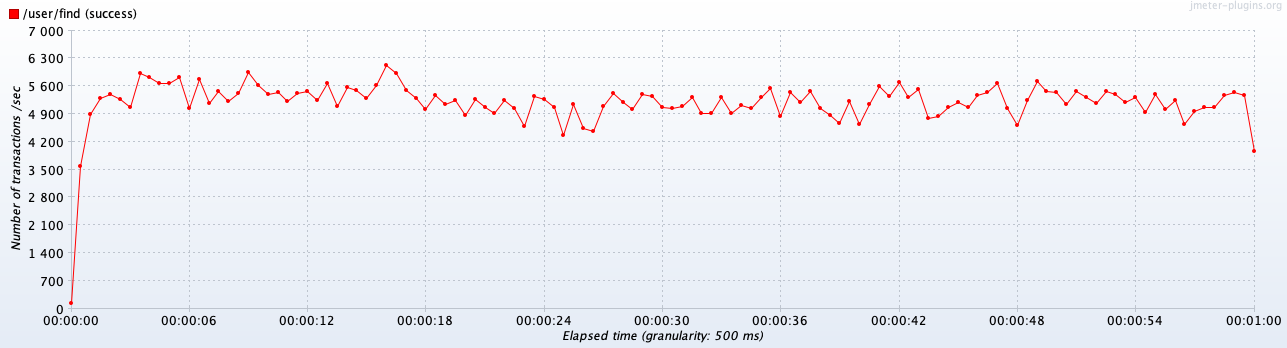 /user/find (success)
jmeter-plugins.org
Number of transactions /sec
7 000
6 300
5 600
4 900
4 200
3 500
2 800
2 100
1 400
700
0
00:00:00 00:00:06 00:00:12 00:00:18 00:00:24 00:00:30 00:00:36 00:00:42 00:00:48 00:00:54 00:01:00
Elapsed time (granularity: 500 ms)